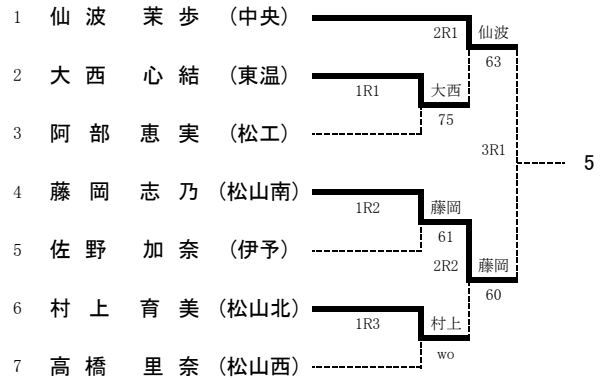 1 仙波 茉歩 (中央)
2R1 仙波
63
2 大西 心結 (東温)
1R1 大西
75
3 阿部 恵実 (松工)
3R1
5
4 藤岡 志乃 (松山南)
1R2 藤岡
61
5 佐野 加奈 (伊予)
2R2 藤岡
60
6 村上 育美 (松山北)
1R3 村上
wo
7 高橋 里奈 (松山西)